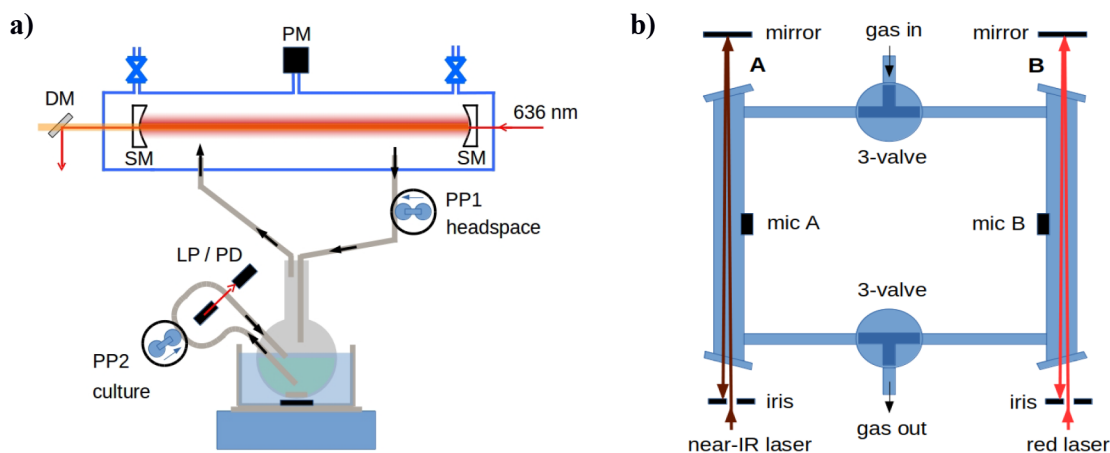 a)
PM
DM
636 nm
SM
SM
PP1
headspace
LP / PD
PP2
culture
b)
mirror
gas in
mirror
A
B
3-valve
mic A
mic B
3-valve
iris
iris
near-IR laser
gas out
red laser